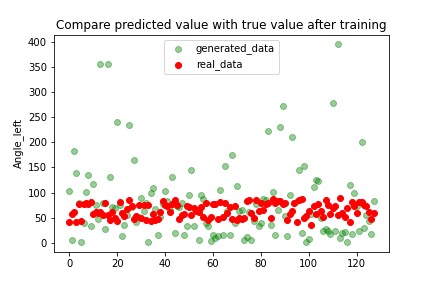 Compare predicted value with true value after training
generated_data
real_data
Angle_left
400
350
300
250
200
150
100
50
0
0 20 40 60 80 100 120